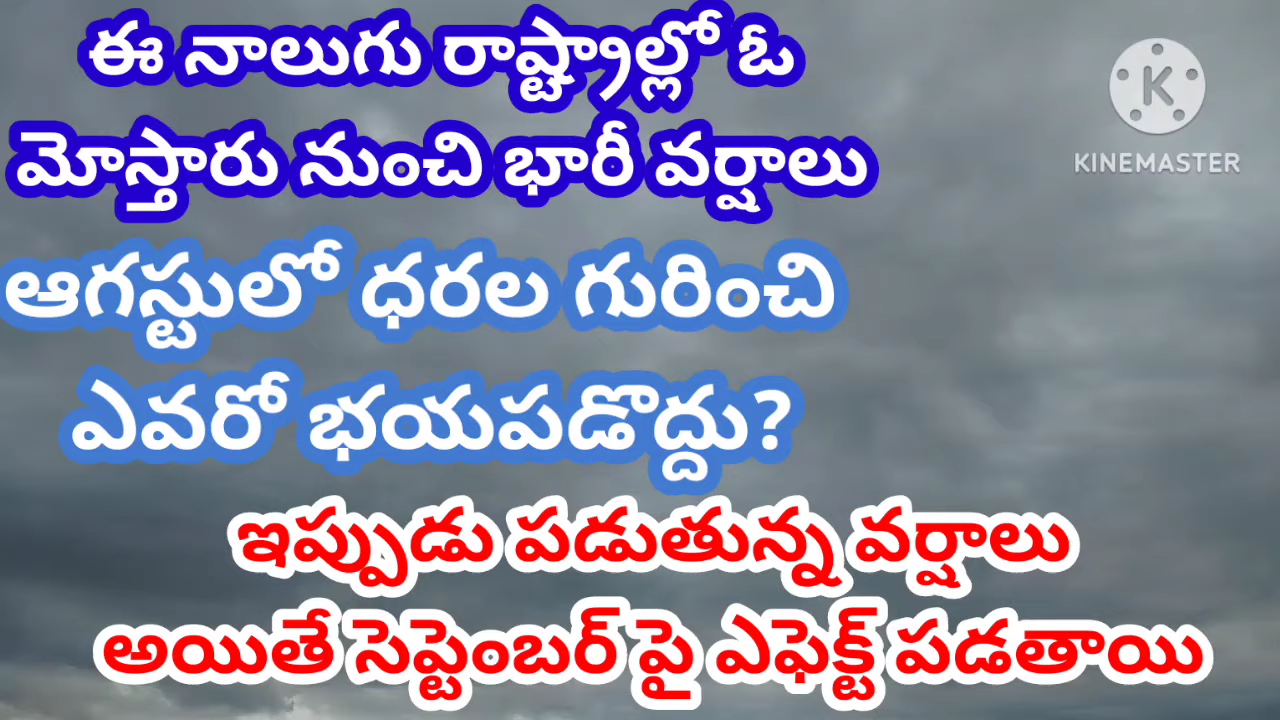 ఈ నాలుగు రాష్ట్రాల్లో ఓ
మోస్తారు నుంచి భారీ వర్షాలు
ఆగస్టులో ధరల గురించి
ఎవరో భయపడొద్దు?
ఇప్పుడు పడుతున్న వర్షాలు
అయితే సెప్టెంబర్ పై ఎఫెక్ట్ పడతాయి
K
KINEMASTER